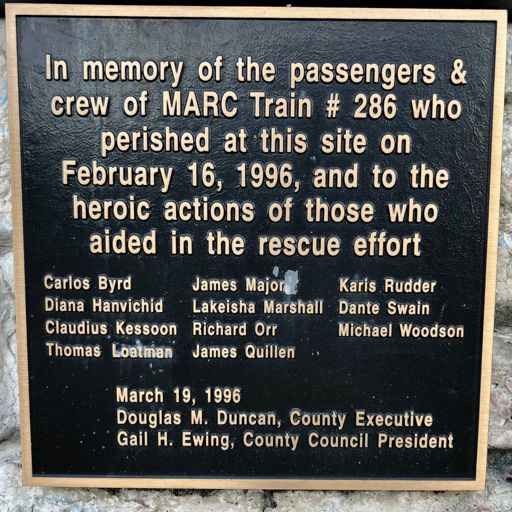 In memory of the passengers &
crew of MARC Train # 286 who
perished at this site on
February 16, 1996, and to the
heroic actions of those who
aided in the rescue effort
Carlos Byrd James Major Karis Rudder
Diana Hanvichid Lakeisha Marshall Dante Swain
Claudius Kessoon Richard Orr Michael Woodson
Thomas Loatman James Quillen
March 19, 1996
Douglas M. Duncan, County Executive
Gail H. Ewing, County Council President